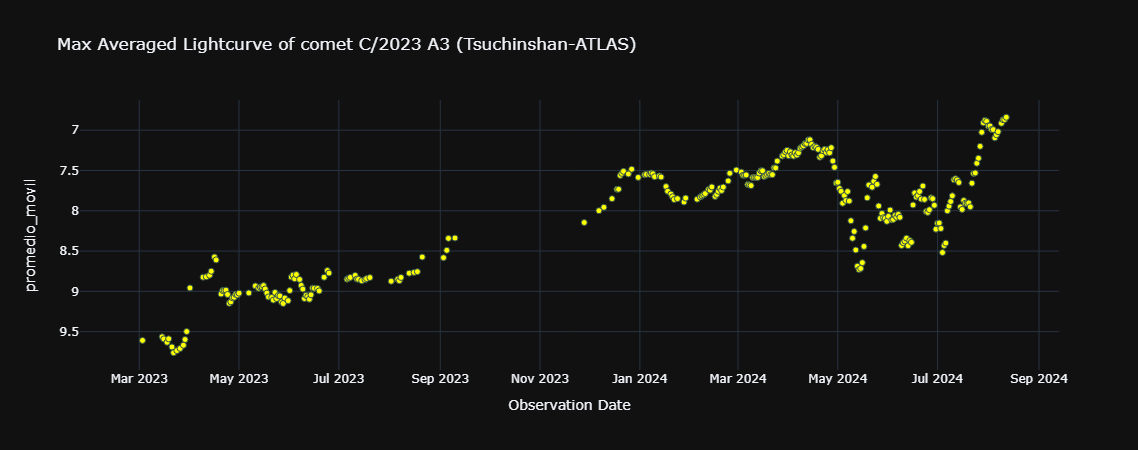 Max Averaged Lightcurve of comet C/2023 A3 (Tsuchinshan-ATLAS)
promedio_movil
7
7.5
8
8.5
9
9.5
Mar 2023 May 2023 Jul 2023 Sep 2023 Nov 2023 Jan 2024 Mar 2024 May 2024 Jul 2024 Sep 2024
Observation Date